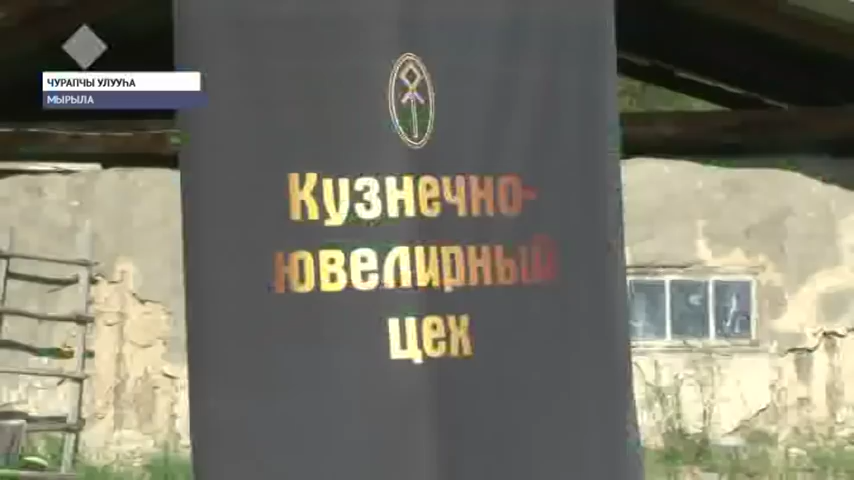 ЧУРАПЧЫ УЛУУҺА
МЫРЫЛА
Кузнечно-
ювелирный
цех